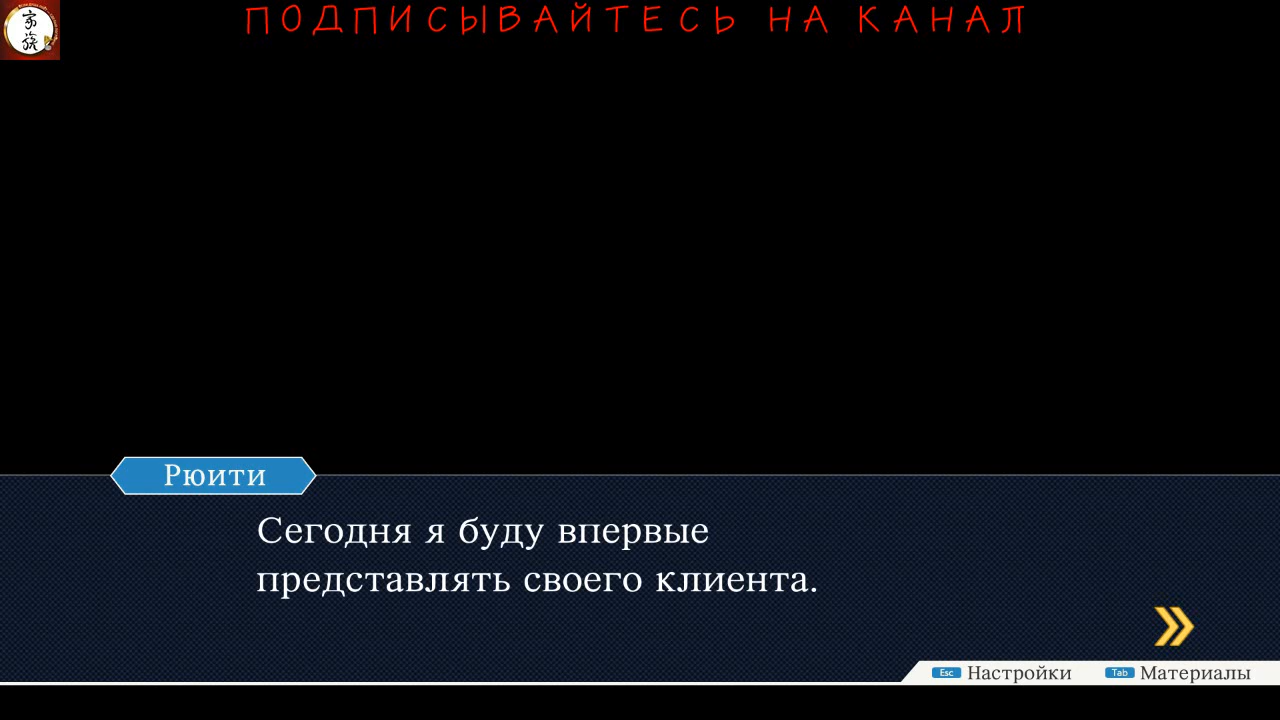 ПОДПИСЫВАЙТЕСЬ НА КАНАЛ
Рюити
Сегодня я буду впервые
представлять своего клиента.
Esc Настройки Tab Материалы